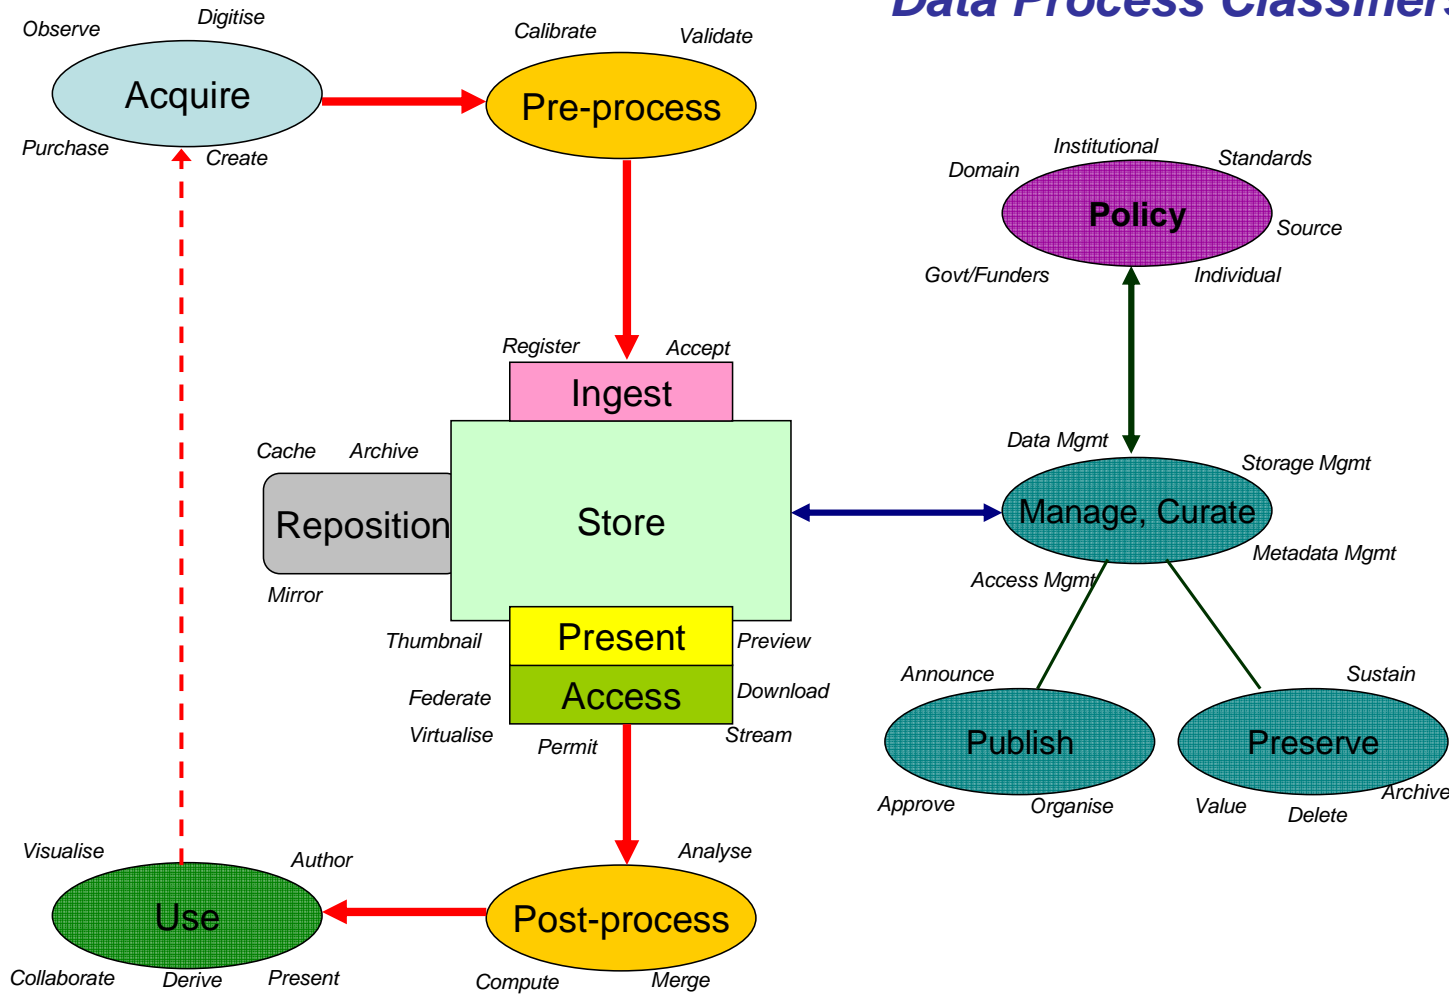 Data Process Classifiers
Observe
Digitise
Acquire
Purchase
Create
Calibrate
Validate
Pre-process
Institutional
Domain
Standards
Policy
Source
Govt/Funders
Individual
Register
Accept
Ingest
Cache
Archive
Reposition
Mirror
Store
Data Mgmt
Storage Mgmt
Manage, Curate
Metadata Mgmt
Access Mgmt
Thumbnail
Present
Preview
Federate
Access
Download
Virtualise
Permit
Stream
Announce
Publish
Approve
Organise
Sustain
Preserve
Value
Delete
Archive
Visualise
Author
Use
Collaborate
Derive
Present
Analyse
Post-process
Compute
Merge